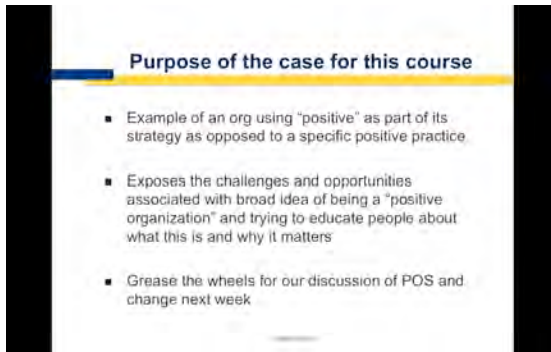 Purpose of the case for this course
▪ Example of an org using “positive” as part of its
strategy as opposed to a specific positive practice
▪ Exposes the challenges and opportunities
associated with broad idea of being a “positive
organization” and trying to educate people about
what this is and why it matters
▪ Grease the wheels for our discussion of POS and
change next week